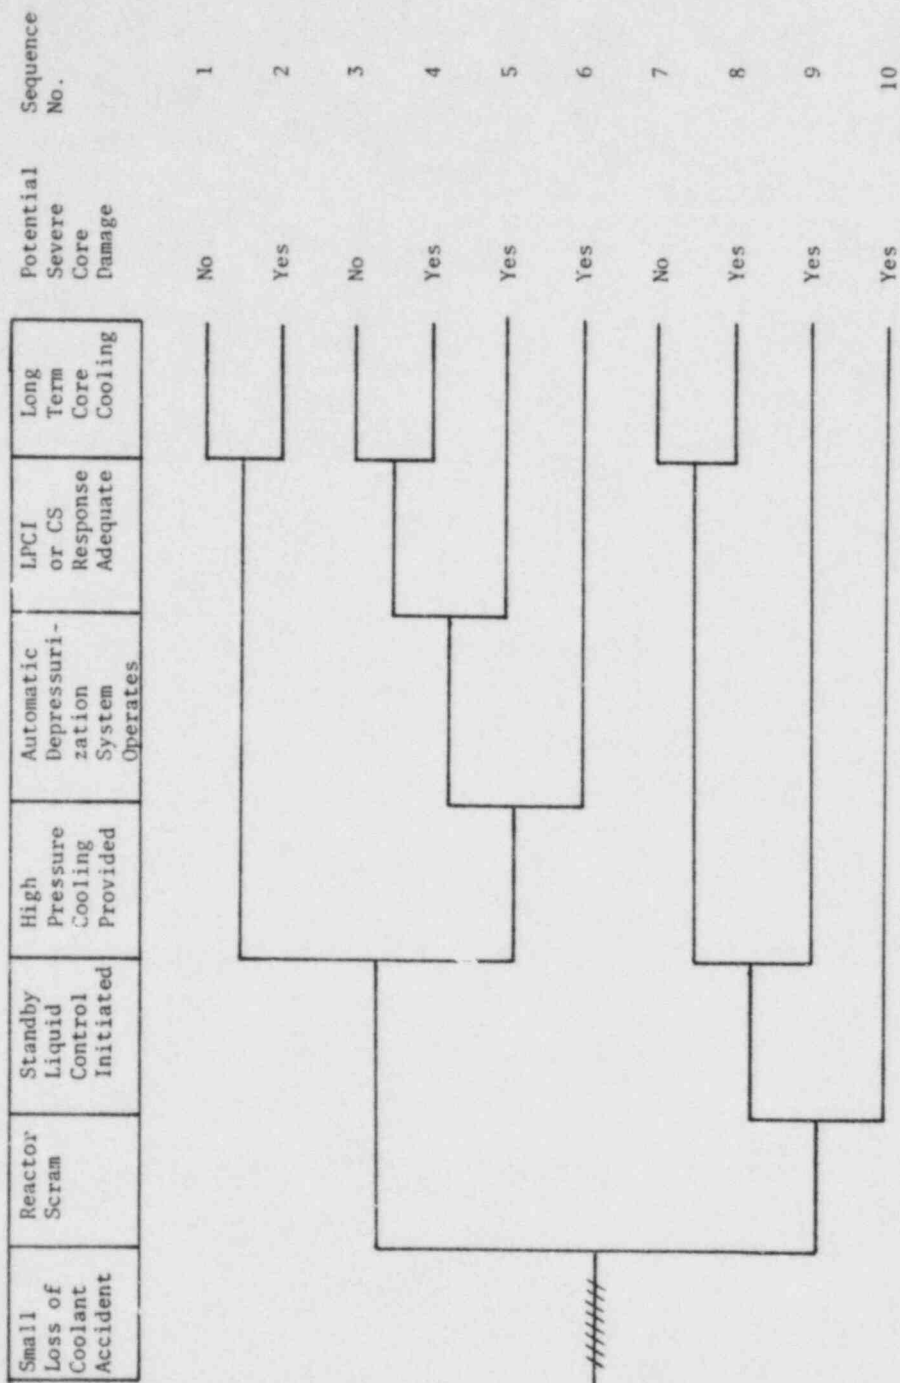 Small
Loss of
Coolant
Accident
Reactor
Scram
Standby
Liquid
Control
Initiated
High
Pressure
Cooling
Provided
Automatic
Depressuri-
zation
System
Operates
LPCI
or CS
Response
Adequate
Long
Term
Core
Cooling
Potential
Severe
Core
Damage
Sequence
No.
No 1
Yes 2
No 3
Yes 4
Yes 5
Yes 6
No 7
Yes 8
Yes 9
Yes 10